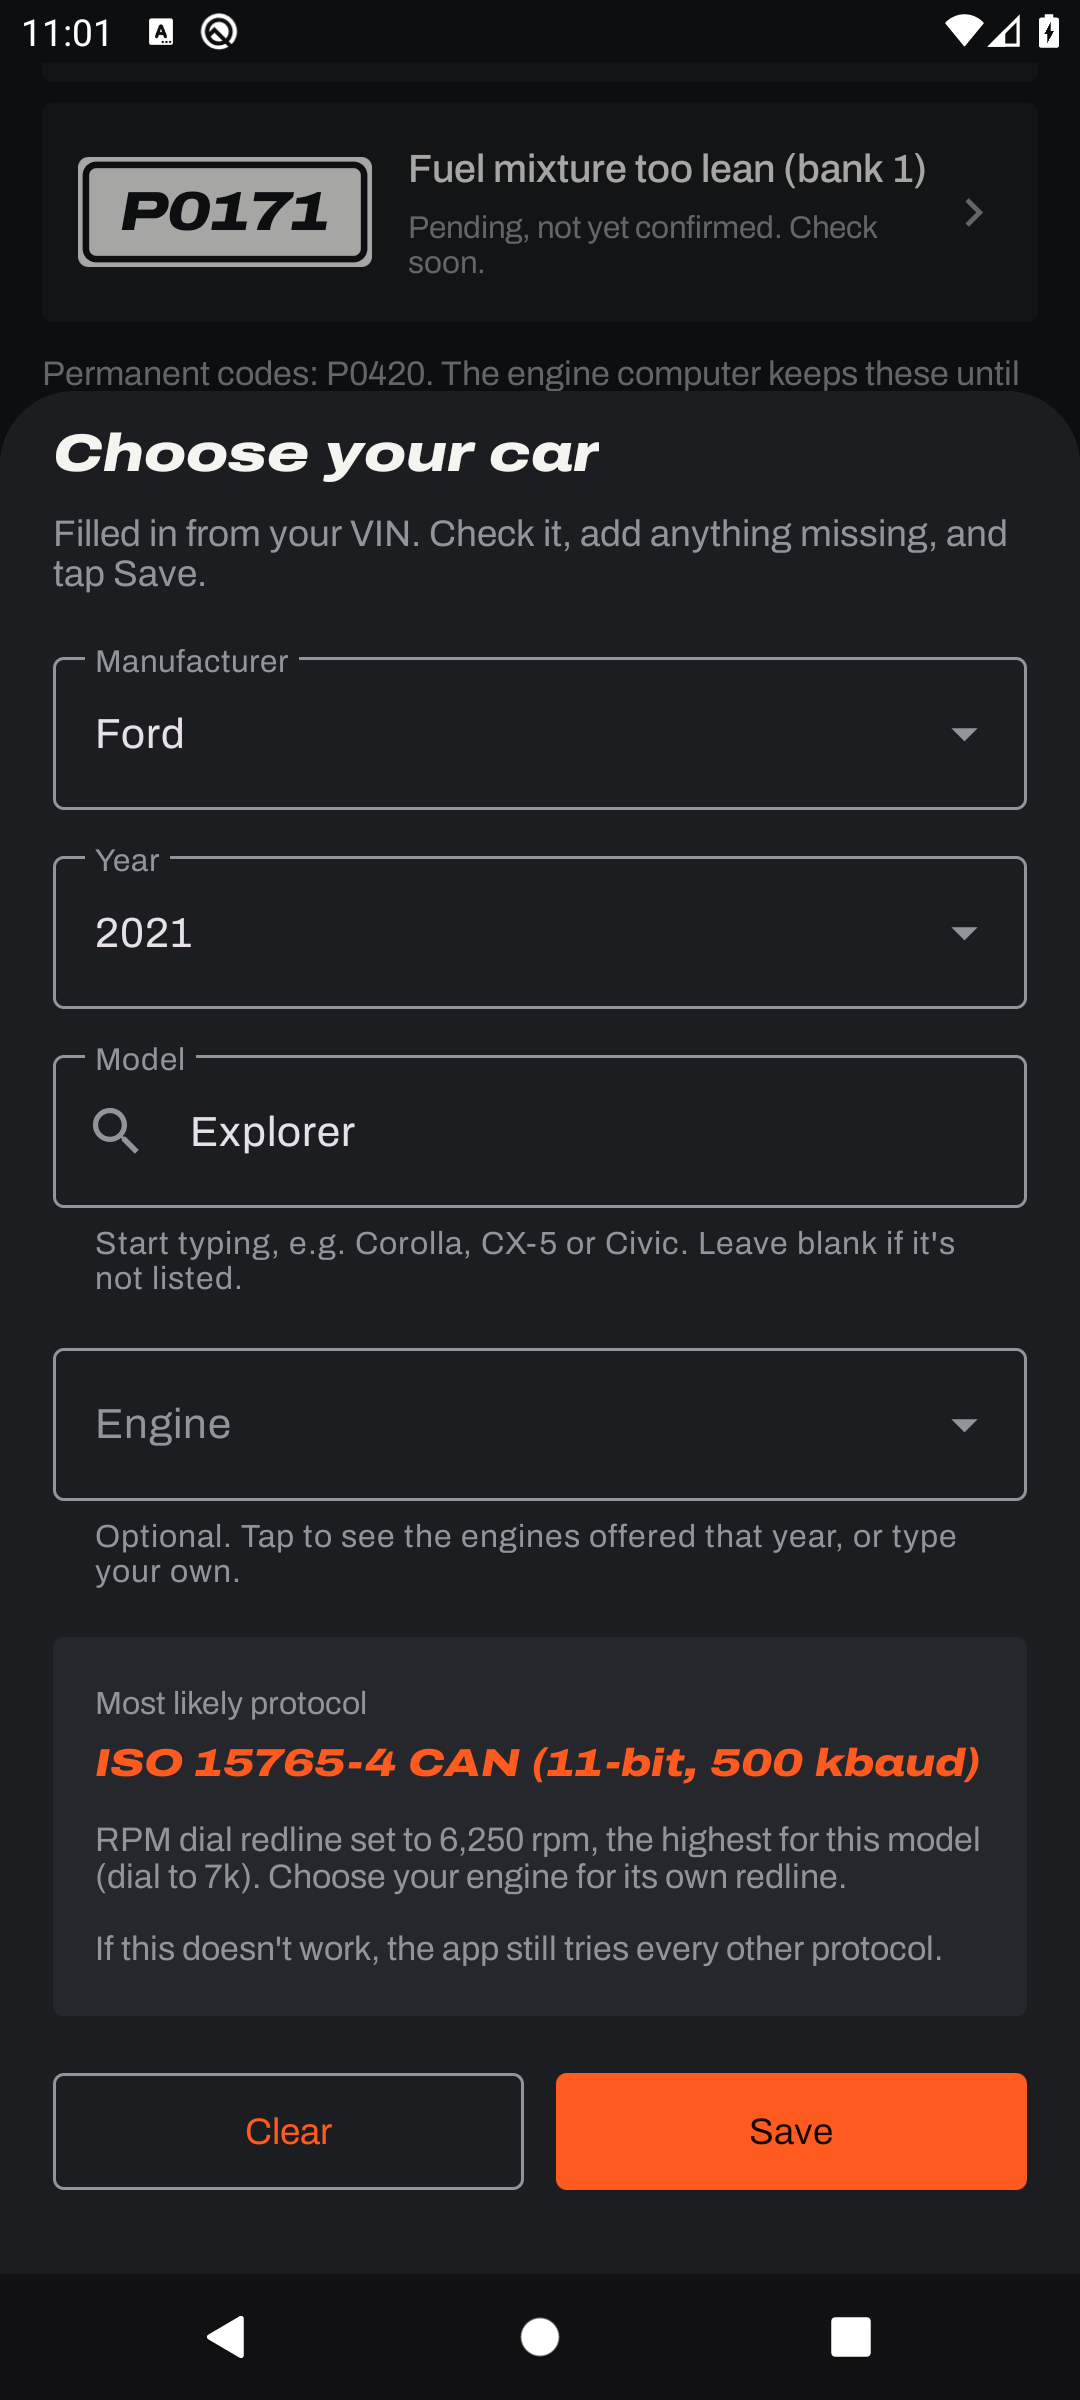 11:01
P0171
Fuel mixture too lean (bank 1)
Pending, not yet confirmed. Check
soon.
Permanent codes: P0420. The engine computer keeps these until
Choose your car
Filled in from your VIN. Check it, add anything missing, and
tap Save.
Manufacturer
Ford
Year
2021
Model
Explorer
Start typing, e.g. Corolla, CX-5 or Civic. Leave blank if it's
not listed.
Engine
Optional. Tap to see the engines offered that year, or type
your own.
Most likely protocol
ISO 15765-4 CAN (11-bit, 500 kbaud)
RPM dial redline set to 6,250 rpm, the highest for this model
(dial to 7k). Choose your engine for its own redline.
If this doesn't work, the app still tries every other protocol.
Clear
Save